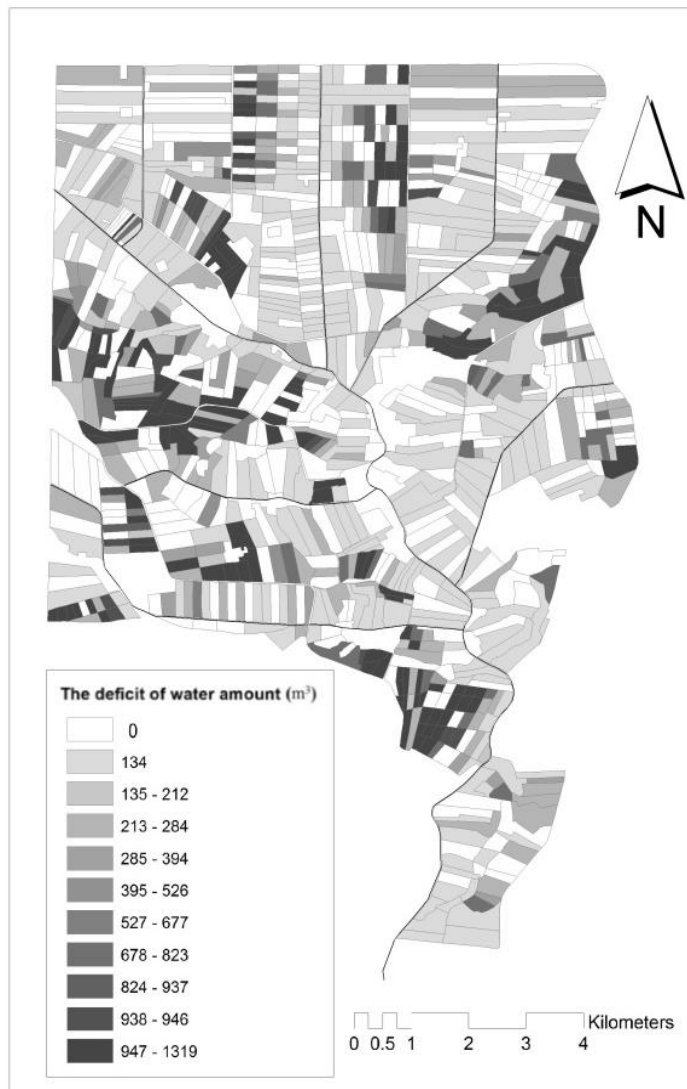 N
The deficit of water amount (m³)
0
134
135 - 212
213 - 284
285 - 394
395 - 526
527 - 677
678 - 823
824 - 937
938 - 946
947 - 1319
Kilometers
0 0.5 1 2 3 4